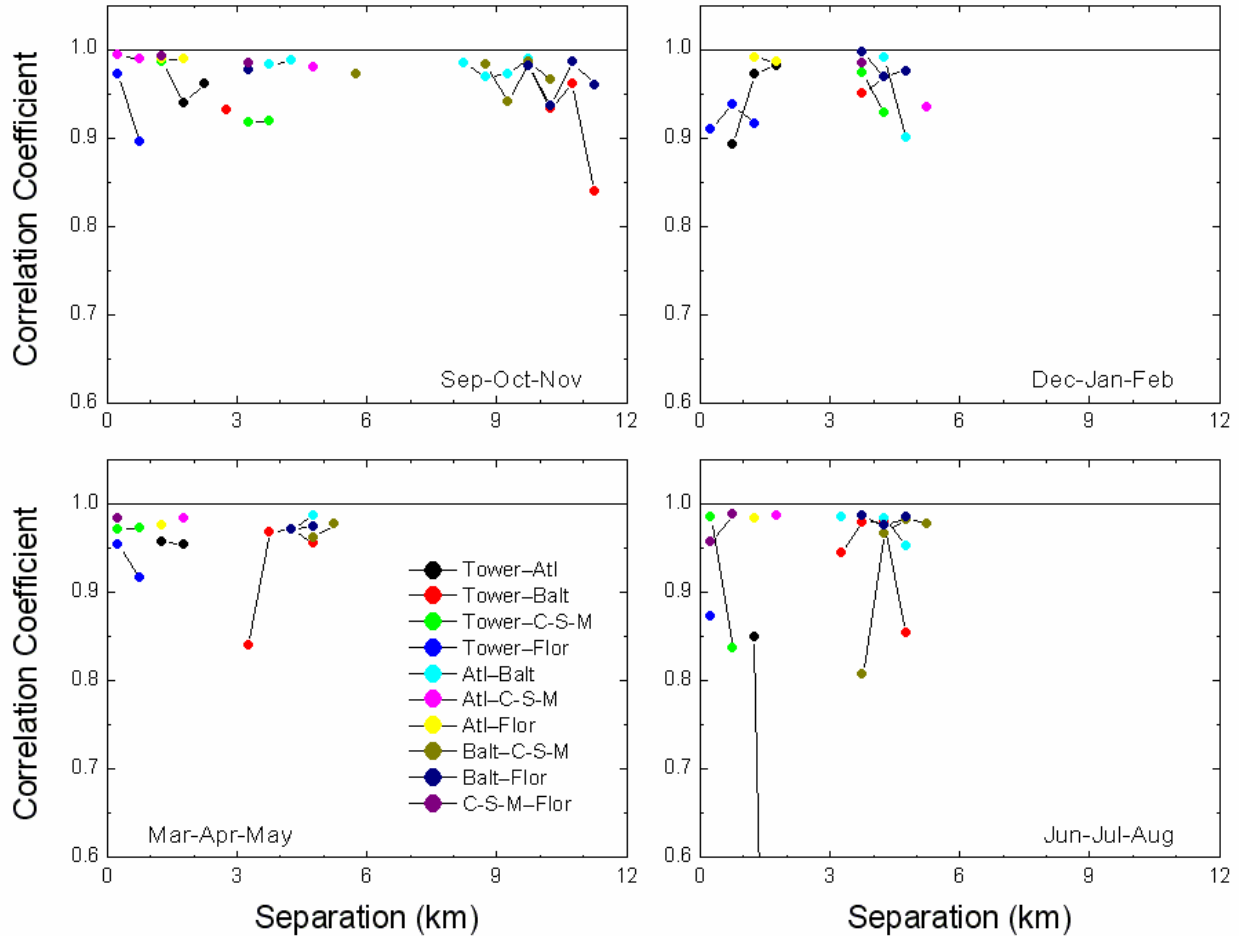 Correlation Coefficient
1.0
0.9
0.8
0.7
0.6
0
3
6
9
12
Sep-Oct-Nov
1.0
0.9
0.8
0.7
0.6
0
3
6
9
12
Dec-Jan-Feb
Correlation Coefficient
1.0
0.9
0.8
0.7
0.6
0
3
6
9
12
Mar-Apr-May
Tower–Atl
Tower–Balt
Tower–C-S-M
Tower–Flor
Atl–Balt
Atl–C-S-M
Atl–Flor
Balt–C-S-M
Balt–Flor
C-S-M–Flor
Separation (km)
1.0
0.9
0.8
0.7
0.6
0
3
6
9
12
Jun-Jul-Aug
Separation (km)